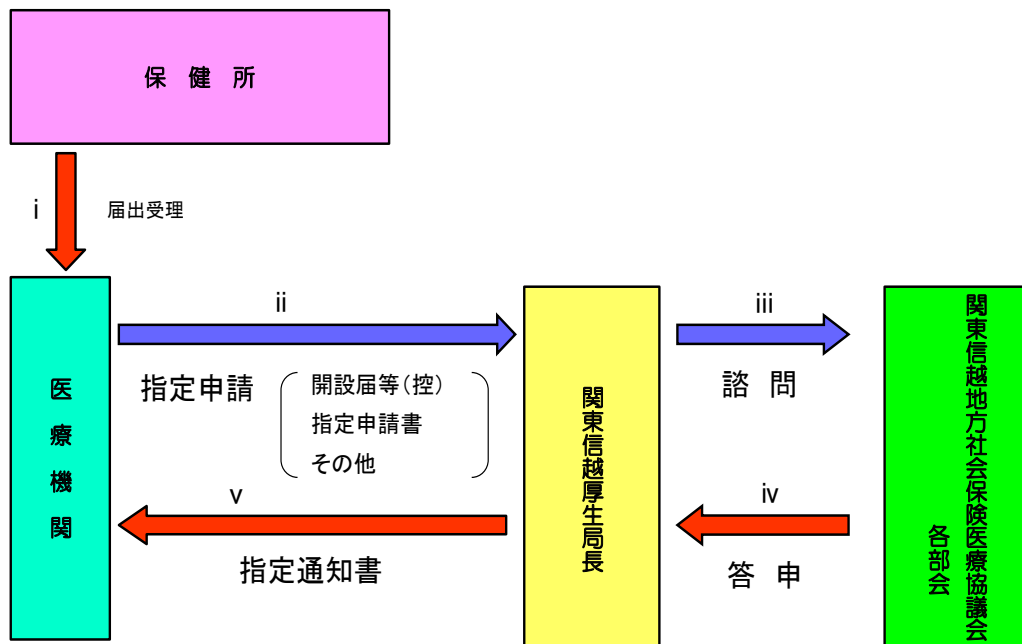 保 健 所
i
届出受理
医療機関
ii
指定申請
開設届等(控)
指定申請書
その他
v
指定通知書
関東信越厚生局長
iii
諮 問
iv
答 申
関東信越地方社会保険医療協議会
各部会